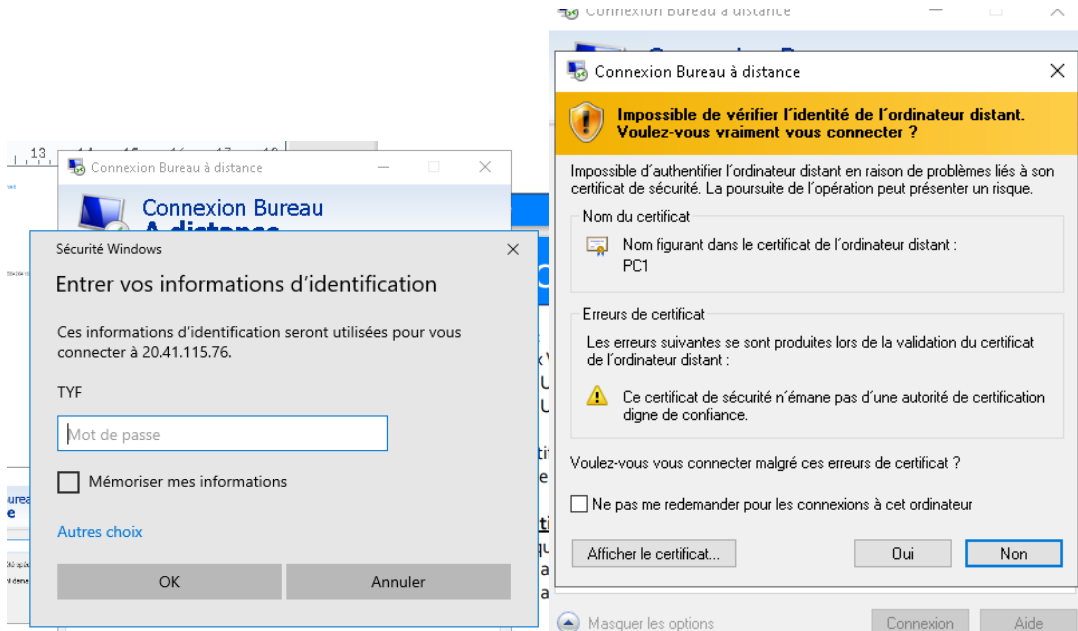 13
Connexion Bureau à distance
Connexion Bureau
Sécurité Windows
Entrer vos informations d'identification
Ces informations d'identification seront utilisées pour vous
connecter à 20.41.115.76.
TYF
Mot de passe
Mémoriser mes informations
Autres choix
OK
Annuler
Connexion Bureau à distance
Connexion Bureau à distance
Impossible de vérifier l'identité de l'ordinateur distant.
Voulez-vous vraiment vous connecter ?
Impossible d'authentifier l'ordinateur distant en raison de problèmes liés à son
certificat de sécurité. La poursuite de l'opération peut présenter un risque.
Nom du certificat
Nom figurant dans le certificat de l'ordinateur distant :
PC1
Erreurs de certificat
Les erreurs suivantes se sont produites lors de la validation du certificat
de l'ordinateur distant :
Ce certificat de sécurité n'émane pas d'une autorité de certification
digne de confiance.
Voulez-vous vous connecter malgré ces erreurs de certificat ?
Ne pas me redemander pour les connexions à cet ordinateur
Afficher le certificat...
Oui
Non
Masquer les options
Connexion
Aide